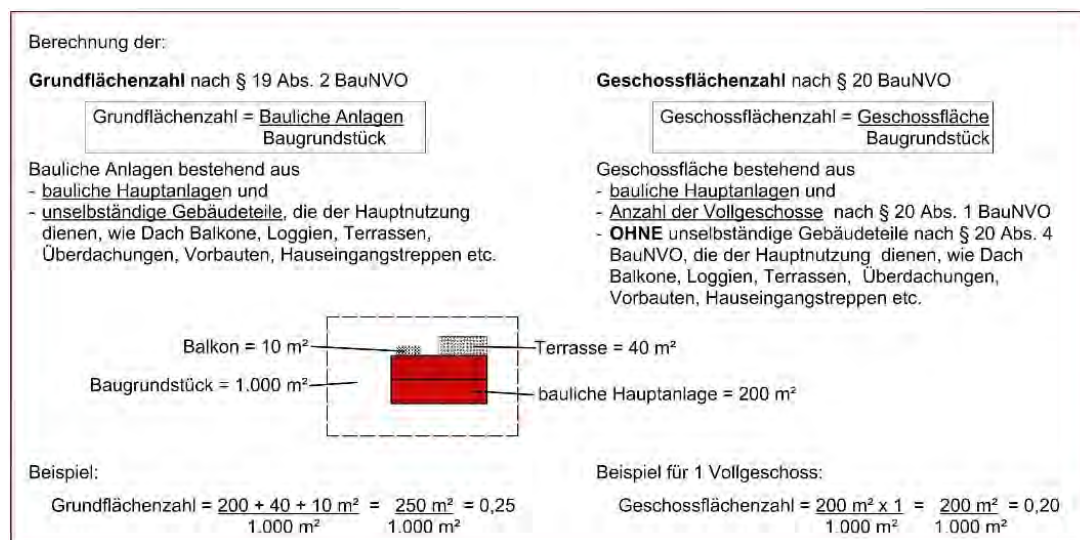 Berechnung der:
Grundflächenzahl nach § 19 Abs. 2 BauNVO
Grundflächenzahl = Bauliche Anlagen
Baugrundstück
Bauliche Anlagen bestehend aus
- bauliche Hauptanlagen und
- unselbständige Gebäudeteile, die der Hauptnutzung
dienen, wie Dach Balkone, Loggien, Terrassen,
Überdachungen, Vorbauten, Hauseingangstreppen etc.
Geschossflächenzahl nach § 20 BauNVO
Geschossflächenzahl = Geschossfläche
Baugrundstück
Geschossfläche bestehend aus
- bauliche Hauptanlagen und
- Anzahl der Vollgeschosse nach § 20 Abs. 1 BauNVO
- OHNE unselbständige Gebäudeteile nach § 20 Abs. 4
BauNVO, die der Hauptnutzung dienen, wie Dach
Balkone, Loggien, Terrassen, Überdachungen,
Vorbauten, Hauseingangstreppen etc.
Balkon = 10 m²
Terrasse = 40 m²
Baugrundstück = 1.000 m²
bauliche Hauptanlage = 200 m²
Beispiel:
Grundflächenzahl = 200 + 40 + 10 m² = 250 m² = 0,25
1.000 m² 1.000 m²
Beispiel für 1 Vollgeschoss:
Geschossflächenzahl = 200 m² x 1 = 200 m² = 0,20
1.000 m² 1.000 m²